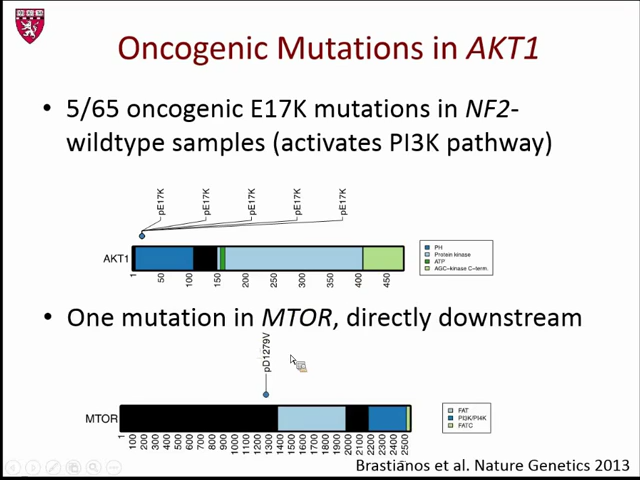 Oncogenic Mutations in AKT1
• 5/65 oncogenic E17K mutations in NF2-
wildtype samples (activates PI3K pathway)
pE17K pE17K pE17K pE17K pE17K
AKT1
PH
Protein kinase
ATP
AGC-kinase C-term.
1 50 100 150 200 250 300 350 400 450
• One mutation in MTOR, directly downstream
pD1279V
MTOR
FAT
PI3K/PI4K
FATC
1 100 200 300 400 500 600 700 800 900 1000 1100 1200 1300 1400 1500 1600 1700 1800 1900 2000 2100 2200 2300 2400 2500
Brastianos et al. Nature Genetics 2013